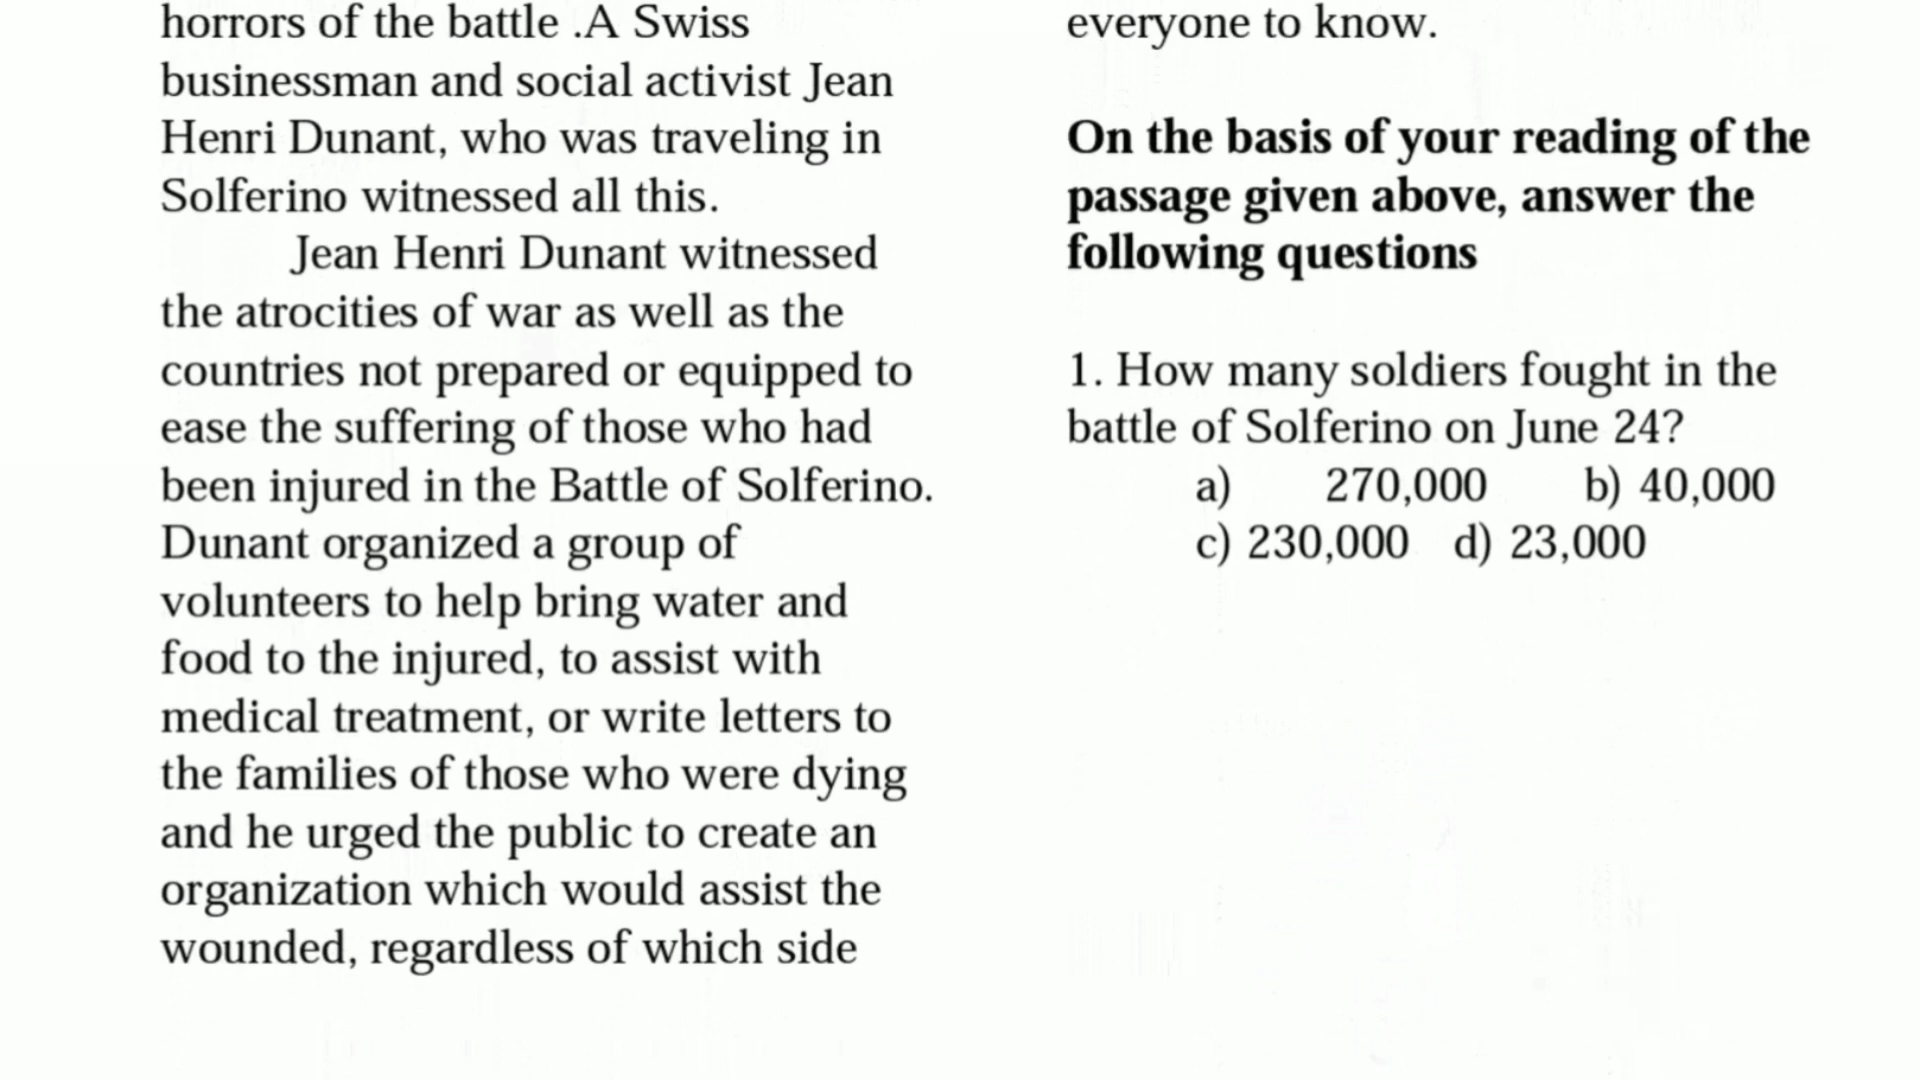 horrors of the battle .A Swiss
businessman and social activist Jean
Henri Dunant, who was traveling in
Solferino witnessed all this.
Jean Henri Dunant witnessed
the atrocities of war as well as the
countries not prepared or equipped to
ease the suffering of those who had
been injured in the Battle of Solferino.
Dunant organized a group of
volunteers to help bring water and
food to the injured, to assist with
medical treatment, or write letters to
the families of those who were dying
and he urged the public to create an
organization which would assist the
wounded, regardless of which side
everyone to know.
On the basis of your reading of the
passage given above, answer the
following questions
1. How many soldiers fought in the
battle of Solferino on June 24?
a) 270,000 b) 40,000
c) 230,000 d) 23,000